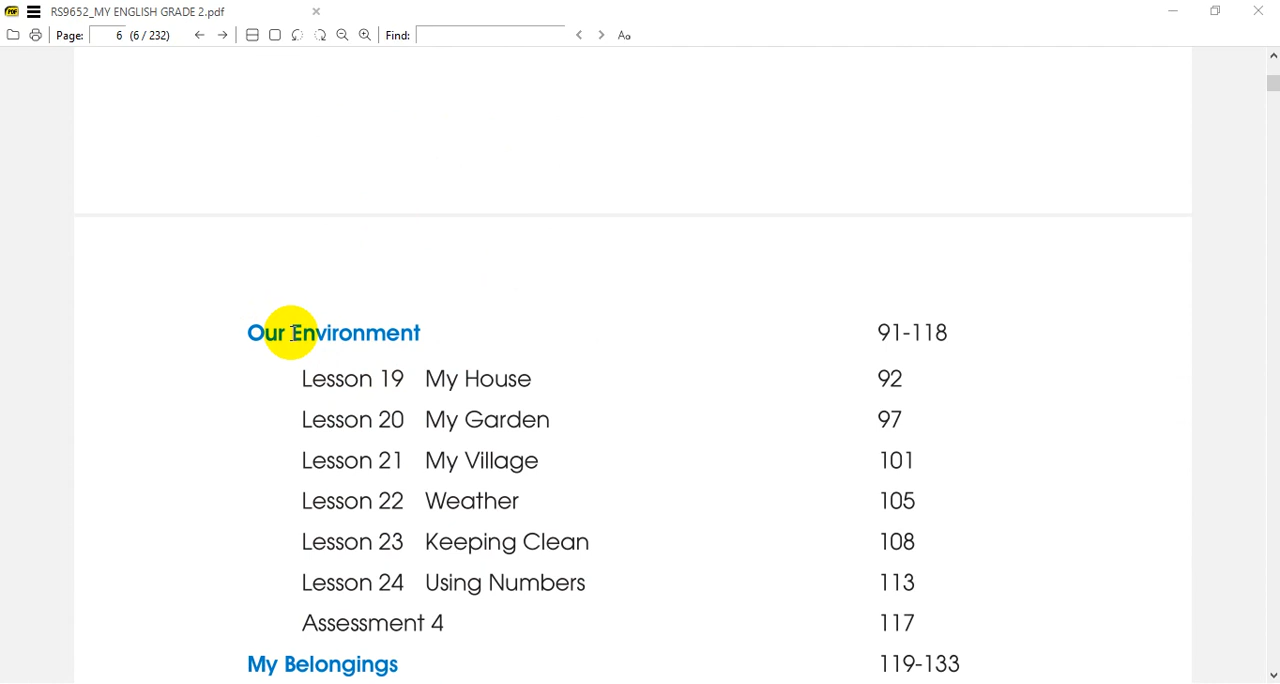 RS9652_MY ENGLISH GRADE 2.pdf
Page: 6 (6 / 232) Find:
Our Environment 91-118
Lesson 19 My House 92
Lesson 20 My Garden 97
Lesson 21 My Village 101
Lesson 22 Weather 105
Lesson 23 Keeping Clean 108
Lesson 24 Using Numbers 113
Assessment 4 117
My Belongings 119-133